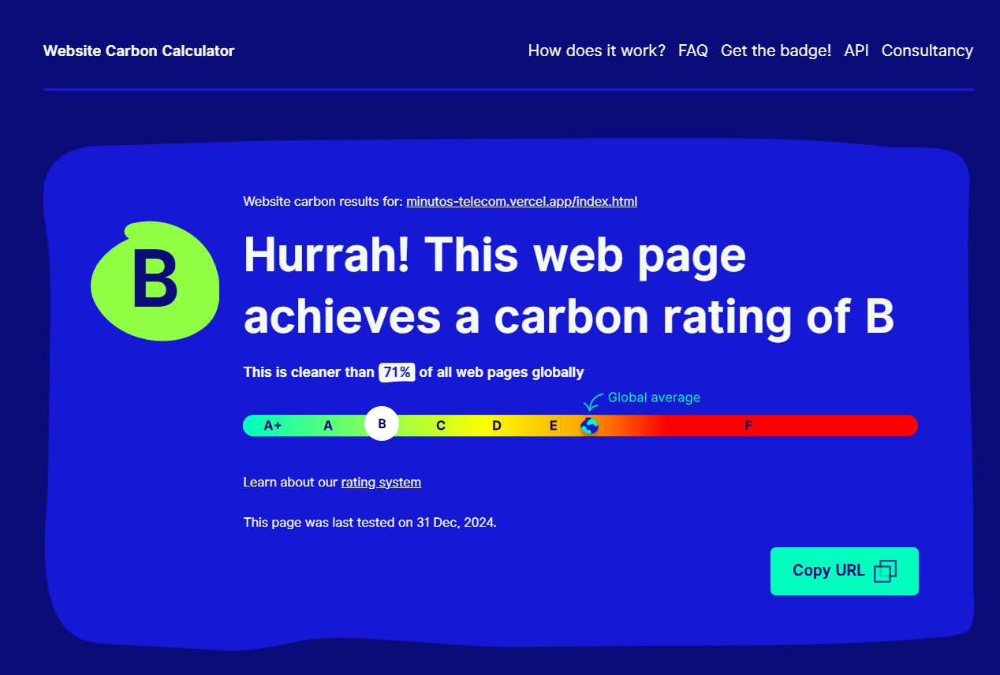 Website Carbon Calculator
How does it work? FAQ Get the badge! API Consultancy
Website carbon results for: minutos-telecom.vercel.app/index.html
B
Hurrah! This web page
achieves a carbon rating of B
This is cleaner than 71% of all web pages globally
Global average
A+ A B C D E F
Learn about our rating system
This page was last tested on 31 Dec, 2024.
Copy URL